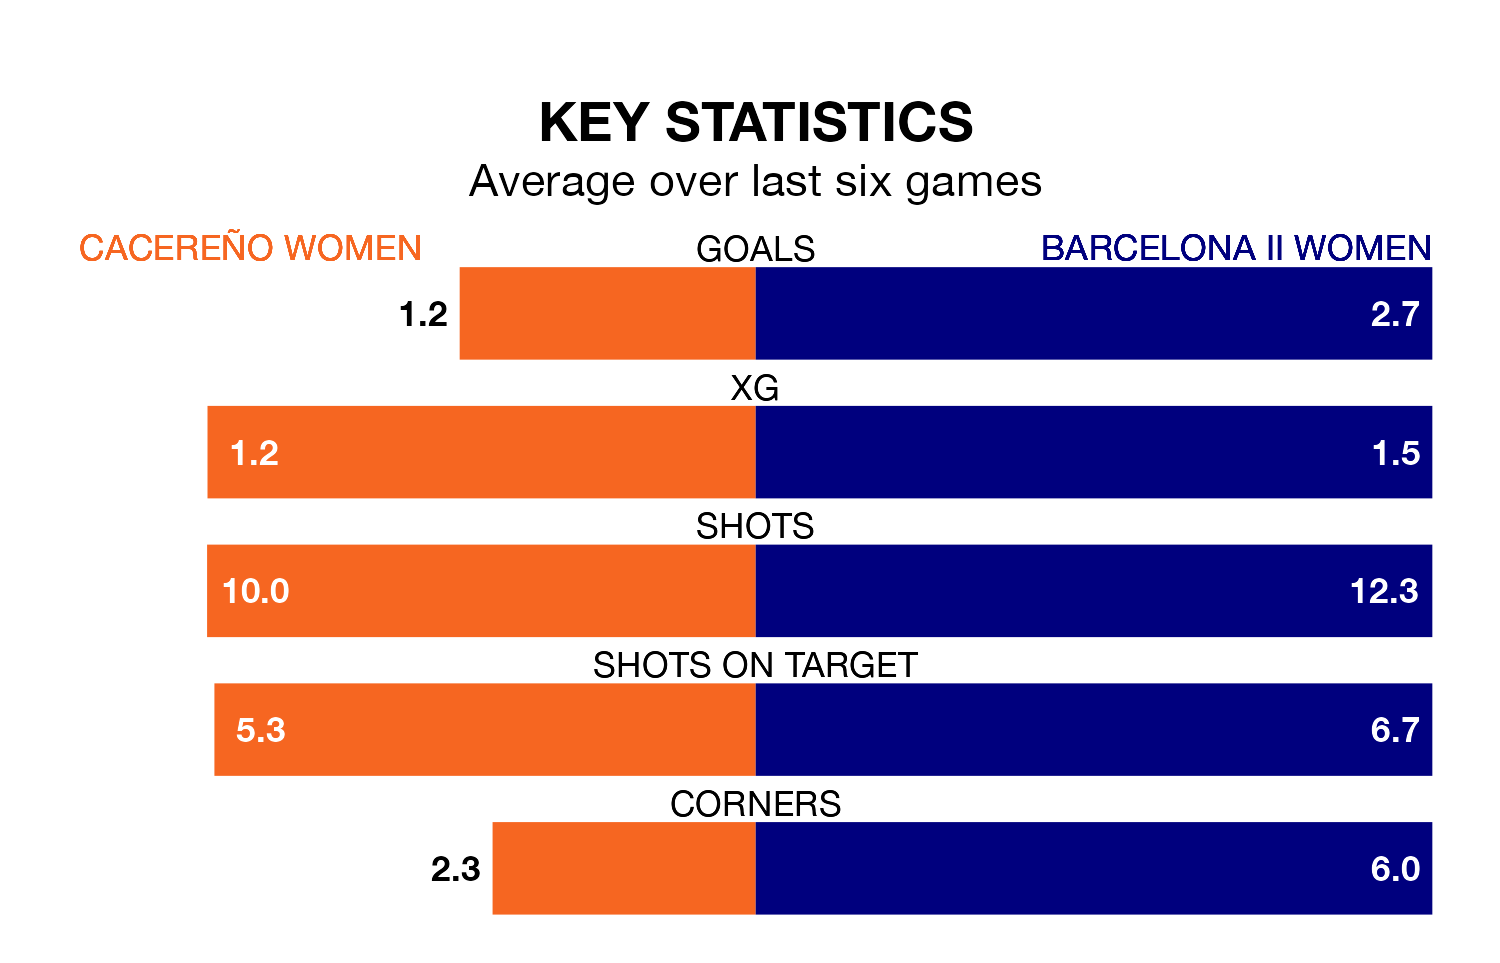 KEY STATISTICS
Average over last six games
CACEREÑO WOMEN GOALS BARCELONA II WOMEN
1.2 2.7
XG
1.2 1.5
SHOTS
10.0 12.3
SHOTS ON TARGET
5.3 6.7
CORNERS
2.3 6.0